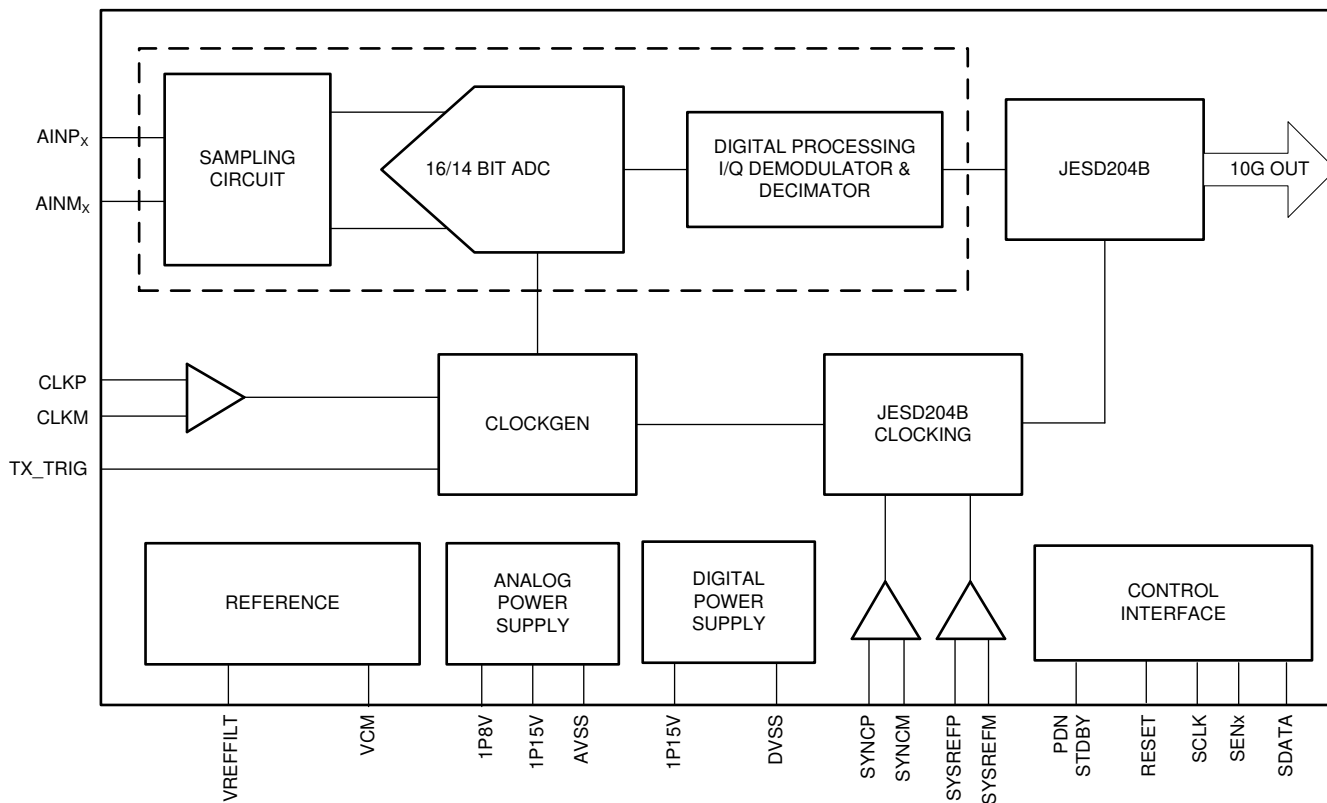 AINPX
AINMX
SAMPLING
CIRCUIT
16/14 BIT ADC
DIGITAL PROCESSING
I/Q DEMODULATOR &
DECIMATOR
JESD204B
10G OUT
CLKP
CLKM
TX_TRIG
CLOCKGEN
JESD204B
CLOCKING
REFERENCE
ANALOG
POWER
SUPPLY
DIGITAL
POWER
SUPPLY
CONTROL
INTERFACE
VREFFILT
VCM
1P8V
1P15V
AVSS
1P15V
DVSS
SYNCP
SYNCM
SYSREFP
SYSREFM
PDN
STDBY
RESET
SCLK
SENx
SDATA